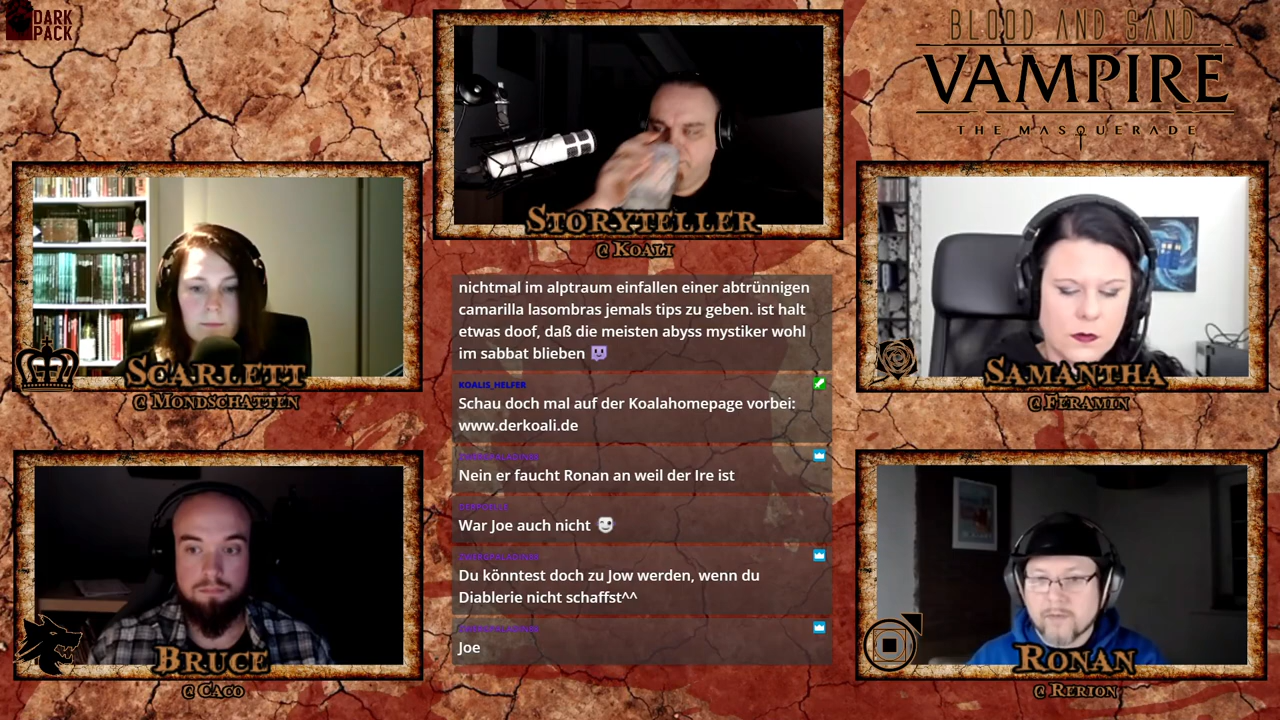 DARK
PACK
BLOOD AND SAND
VAMPIRE
THE MASQUERADE
STORYTELLER
@ KOALI
SCARLETT
@ MONDSCHATTEN
SAMANTHA
@ FERAMIN
nichtmal im alptraum einfallen einer abtrünnigen
camarilla lasombras jemals tips zu geben. ist halt
etwas doof, daß die meisten abyss mystiker wohl
im sabbat blieben
KOALIS_HELFER
Schau doch mal auf der Koalahomepage vorbei:
www.derkoali.de
Nein er faucht Ronan an weil der Ire ist
War Joe auch nicht
Du könntest doch zu Jow werden, wenn du
Diablerie nicht schaffst^^
Joe
BRUCE
@ CACO
RONAN
@ RERION